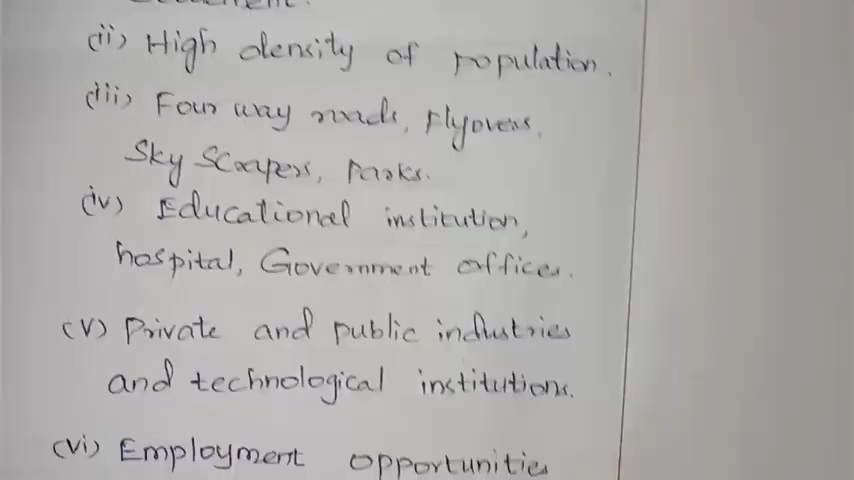 (ii) High density of population.
(iii) Four way roads, Flyovers,
Sky Scrapers, Parks.
(iv) Educational institution,
hospital, Government offices.
(v) Private and public industries
and technological institutions.
(vi) Employment opportunities